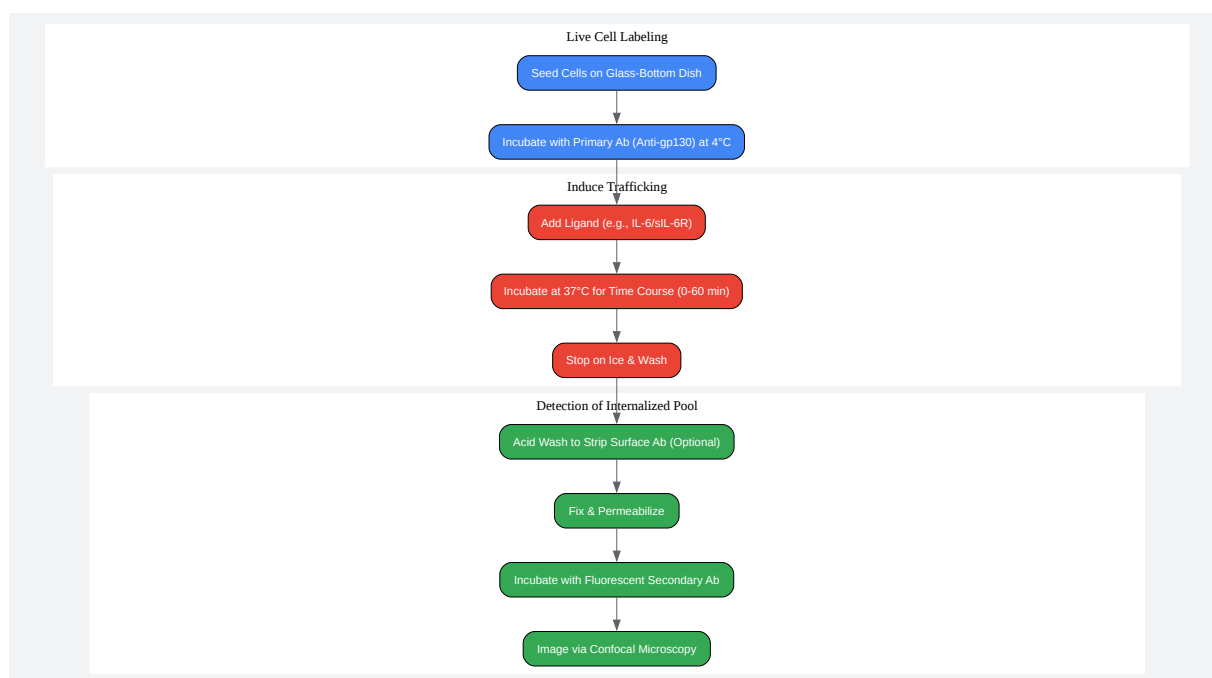 Live Cell Labeling
Seed Cells on Glass-Bottom Dish
Incubate with Primary Ab (Anti-gp130) at 4°C
Induce Trafficking
Add Ligand (e.g., IL-6/sIL-6R)
Incubate at 37°C for Time Course (0-60 min)
Stop on Ice & Wash
Detection of Internalized Pool
Acid Wash to Strip Surface Ab (Optional)
Fix & Permeabilize
Incubate with Fluorescent Secondary Ab
Image via Confocal Microscopy